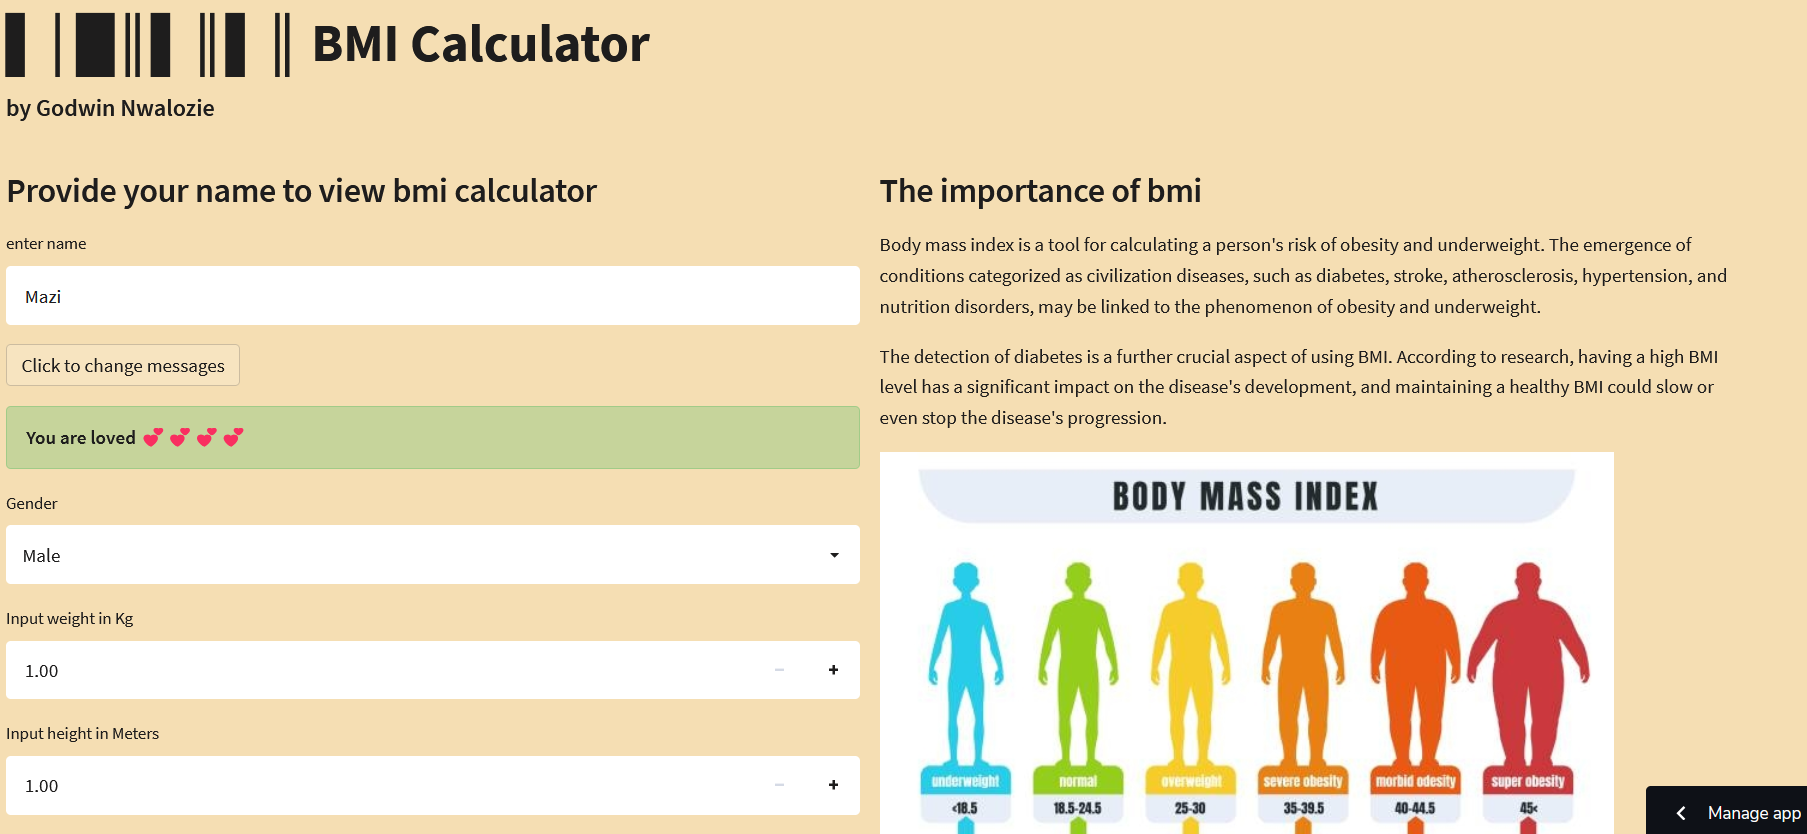 BMI Calculator
by Godwin Nwalozie
Provide your name to view bmi calculator
enter name
Mazi
Click to change messages
You are loved 💕 💕 💕 💕
Gender
Male
Input weight in Kg
1.00
Input height in Meters
1.00
The importance of bmi
Body mass index is a tool for calculating a person's risk of obesity and underweight. The emergence of
conditions categorized as civilization diseases, such as diabetes, stroke, atherosclerosis, hypertension, and
nutrition disorders, may be linked to the phenomenon of obesity and underweight.
The detection of diabetes is a further crucial aspect of using BMI. According to research, having a high BMI
level has a significant impact on the disease's development, and maintaining a healthy BMI could slow or
even stop the disease's progression.
BODY MASS INDEX
underweight normal overweight severe obesity morbid odesity super obesity
<18.5 18.5-24.5 25-30 35-39.5 40-44.5 45<
Manage app